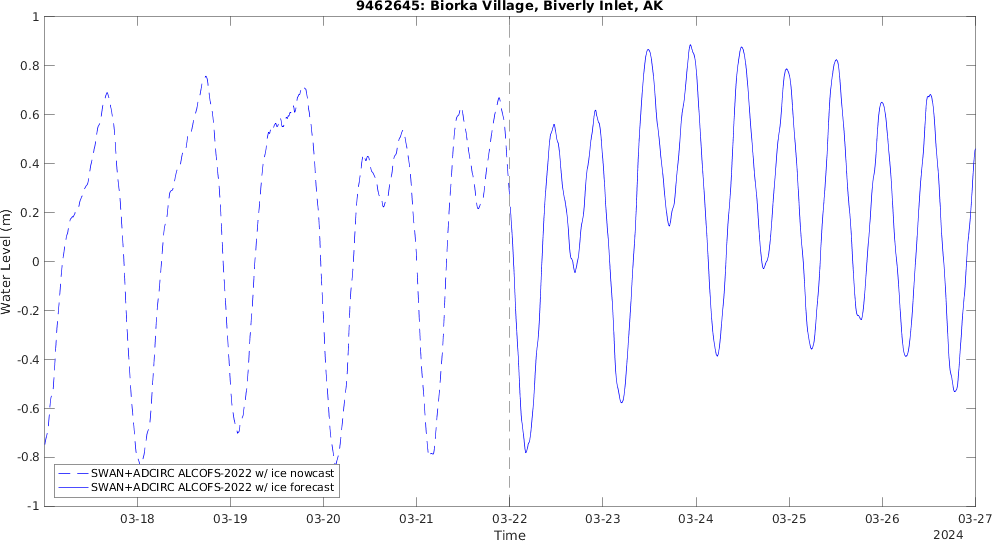 9462645: Biorka Village, Biverly Inlet, AK
Water Level (m)
1
0.8
0.6
0.4
0.2
0
-0.2
-0.4
-0.6
-0.8
-1
SWAN+ADCIRC ALCOFS-2022 w/ ice nowcast
SWAN+ADCIRC ALCOFS-2022 w/ ice forecast
03-18 03-19 03-20 03-21 03-22 03-23 03-24 03-25 03-26 03-27
Time
2024